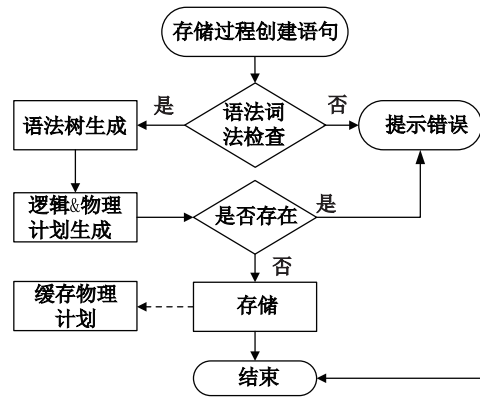 存储过程创建语句
是
语法词
法检查
否
语法树生成
提示错误
逻辑&物理
计划生成
是否存在
是
否
缓存物理
计划
存储
结束